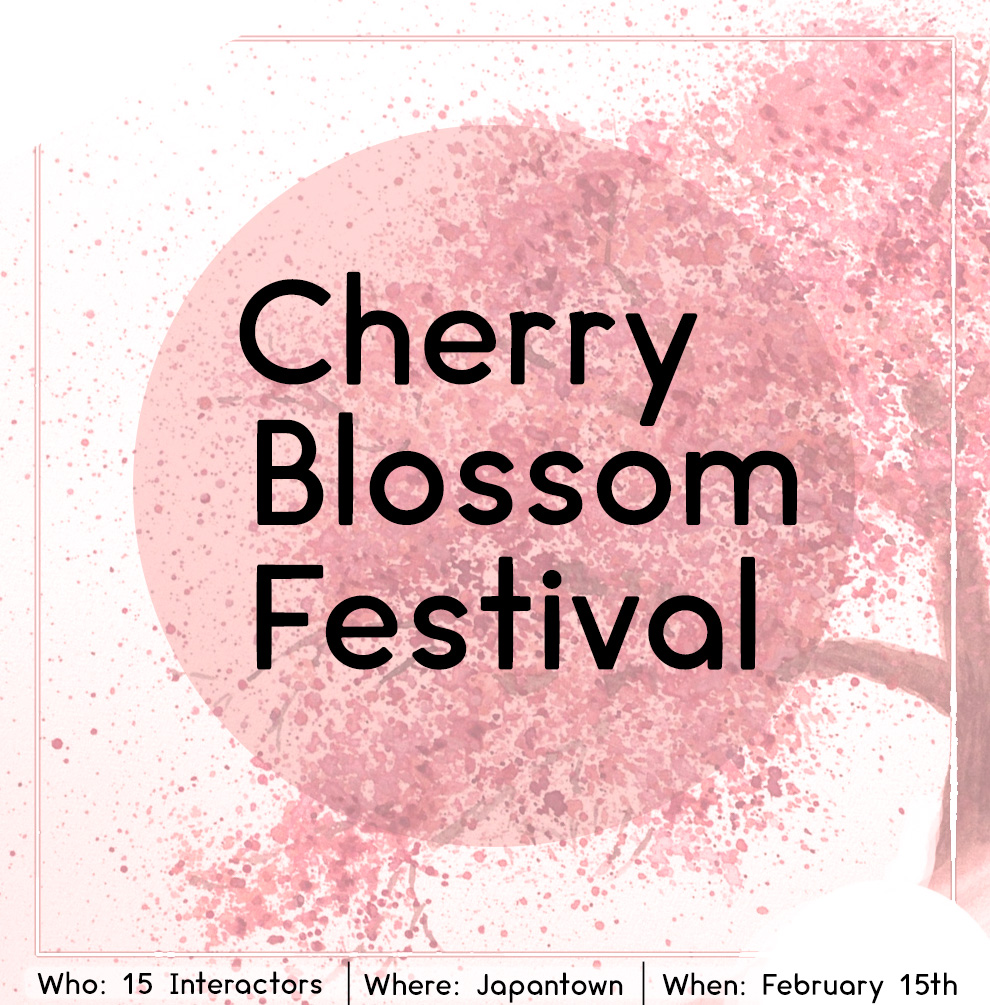 Cherry
Blossom
Festival
Who: 15 Interactors | Where: Japantown | When: February 15th